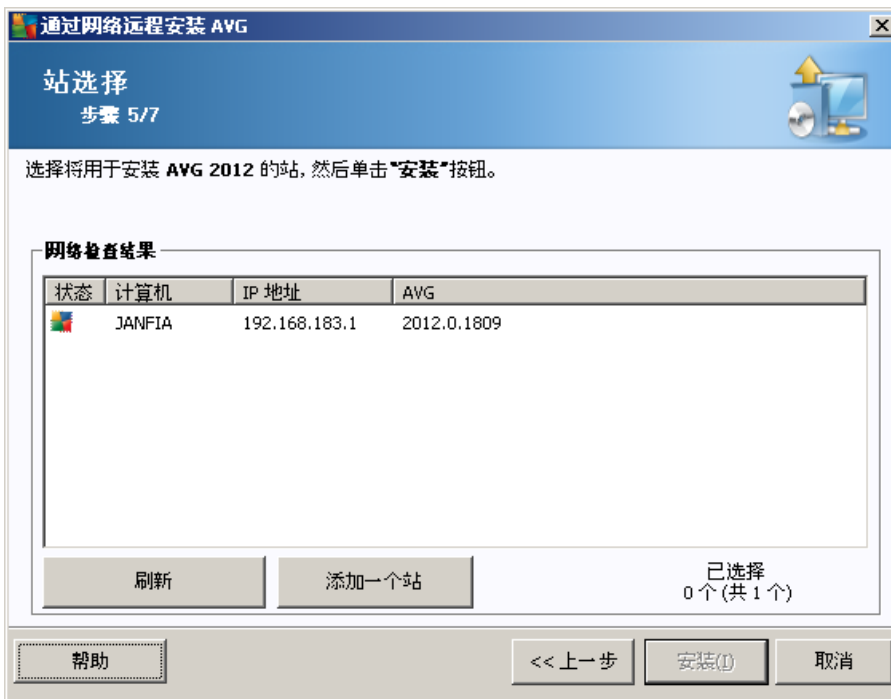 通过网络远程安装 AVG
站选择
步骤 5/7
选择将用于安装 AVG 2012 的站, 然后单击"安装"按钮。
网络检查结果
状态 计算机 IP 地址 AVG
JANFIA 192.168.183.1 2012.0.1809
刷新 添加一个站 已选择
0 个 (共 1 个)
帮助 << 上一步 安装(I) 取消